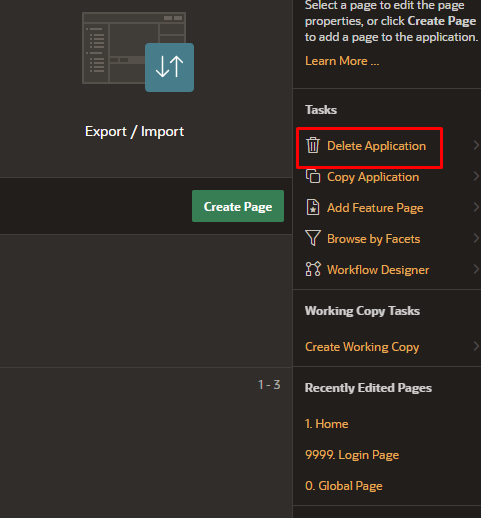 Select a page to edit the page
properties, or click Create Page
to add a page to the application.
Learn More ...
Export / Import
Tasks
Delete Application
Copy Application
Create Page
Add Feature Page
Browse by Facets
Workflow Designer
Working Copy Tasks
Create Working Copy
1 - 3
Recently Edited Pages
1. Home
9999. Login Page
0. Global Page